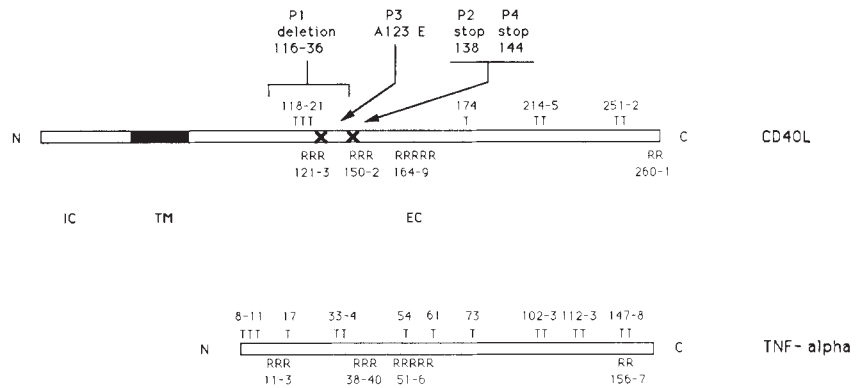 P1 P3 P2 P4
deletion A123 E stop stop
116-36 138 144
118-21 174 214-5 251-2
TTT T TT TT
N C CD40L
RRR RRR RRRRR RR
121-3 150-2 164-9 260-1
IC TM EC
8-11 17 33-4 54 61 73 102-3 112-3 147-8
TTT T TT T T T TT TT TT
N C TNF- alpha
RRR RRR RRRRR RR
11-3 38-40 51-6 156-7